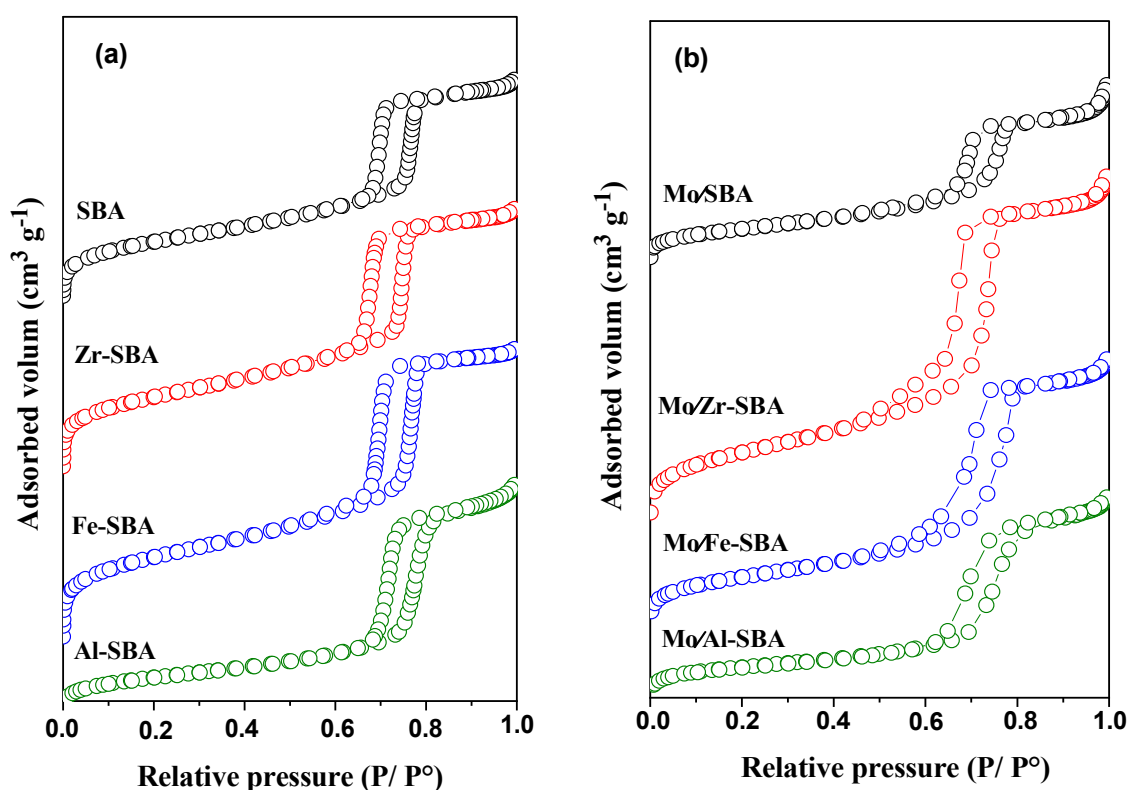 (a)
SBA
Zr-SBA
Fe-SBA
Al-SBA
Adsorbed volum (cm³ g⁻¹)
0.0 0.2 0.4 0.6 0.8 1.0
Relative pressure (P/ P°)
(b)
Mo/SBA
Mo/Zr-SBA
Mo/Fe-SBA
Mo/Al-SBA
Adsorbed volum (cm³ g⁻¹)
0.0 0.2 0.4 0.6 0.8 1.0
Relative pressure (P/ P°)